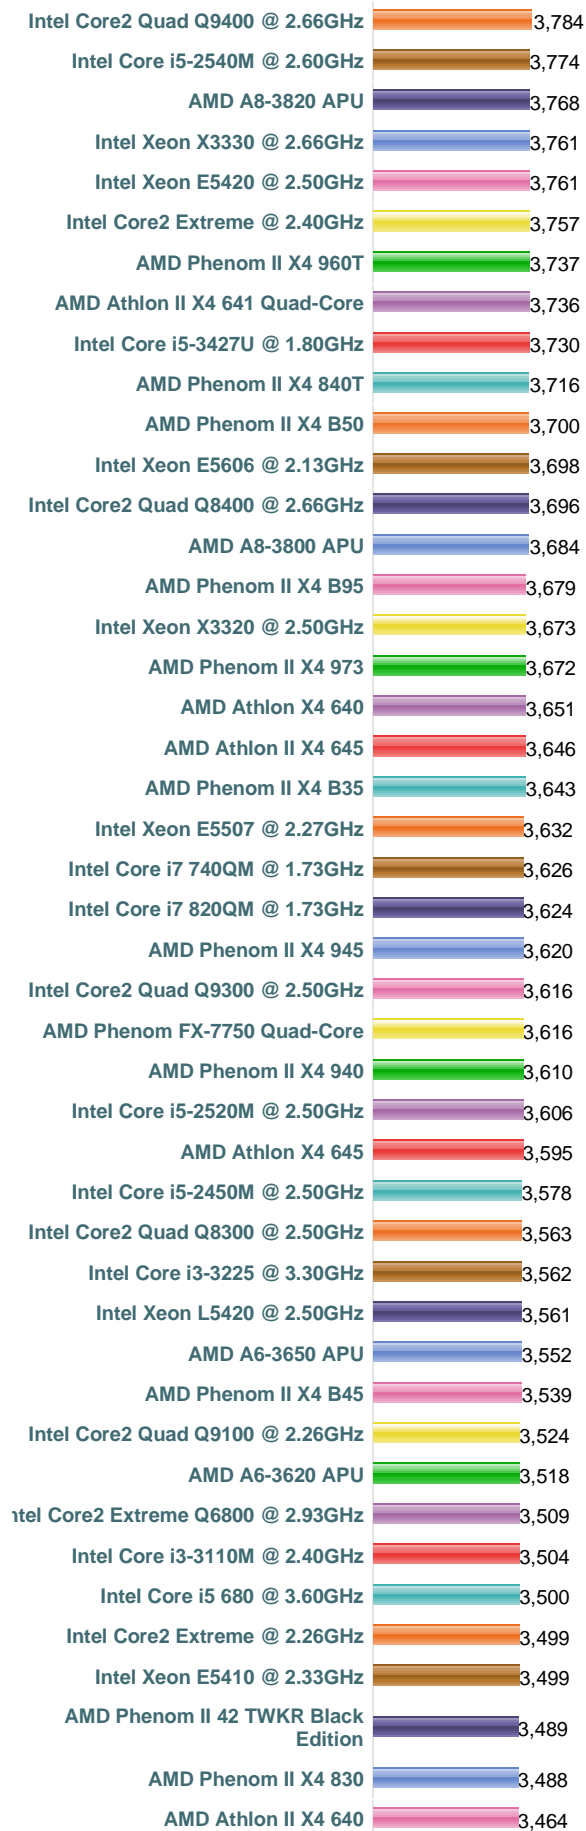 Intel Core2 Quad Q9400 @ 2.66GHz 3,784
Intel Core i5-2540M @ 2.60GHz 3,774
AMD A8-3820 APU 3,768
Intel Xeon X3330 @ 2.66GHz 3,761
Intel Xeon E5420 @ 2.50GHz 3,761
Intel Core2 Extreme @ 2.40GHz 3,757
AMD Phenom II X4 960T 3,737
AMD Athlon II X4 641 Quad-Core 3,736
Intel Core i5-3427U @ 1.80GHz 3,730
AMD Phenom II X4 840T 3,716
AMD Phenom II X4 B50 3,700
Intel Xeon E5606 @ 2.13GHz 3,698
Intel Core2 Quad Q8400 @ 2.66GHz 3,696
AMD A8-3800 APU 3,684
AMD Phenom II X4 B95 3,679
Intel Xeon X3320 @ 2.50GHz 3,673
AMD Phenom II X4 973 3,672
AMD Athlon X4 640 3,651
AMD Athlon II X4 645 3,646
AMD Phenom II X4 B35 3,643
Intel Xeon E5507 @ 2.27GHz 3,632
Intel Core i7 740QM @ 1.73GHz 3,626
Intel Core i7 820QM @ 1.73GHz 3,624
AMD Phenom II X4 945 3,620
Intel Core2 Quad Q9300 @ 2.50GHz 3,616
AMD Phenom FX-7750 Quad-Core 3,616
AMD Phenom II X4 940 3,610
Intel Core i5-2520M @ 2.50GHz 3,606
AMD Athlon X4 645 3,595
Intel Core i5-2450M @ 2.50GHz 3,578
Intel Core2 Quad Q8300 @ 2.50GHz 3,563
Intel Core i3-3225 @ 3.30GHz 3,562
Intel Xeon L5420 @ 2.50GHz 3,561
AMD A6-3650 APU 3,552
AMD Phenom II X4 B45 3,539
Intel Core2 Quad Q9100 @ 2.26GHz 3,524
AMD A6-3620 APU 3,518
ntel Core2 Extreme Q6800 @ 2.93GHz 3,509
Intel Core i3-3110M @ 2.40GHz 3,504
Intel Core i5 680 @ 3.60GHz 3,500
Intel Core2 Extreme @ 2.26GHz 3,499
Intel Xeon E5410 @ 2.33GHz 3,499
AMD Phenom II 42 TWKR Black
Edition 3,489
AMD Phenom II X4 830 3,488
AMD Athlon II X4 640 3,464